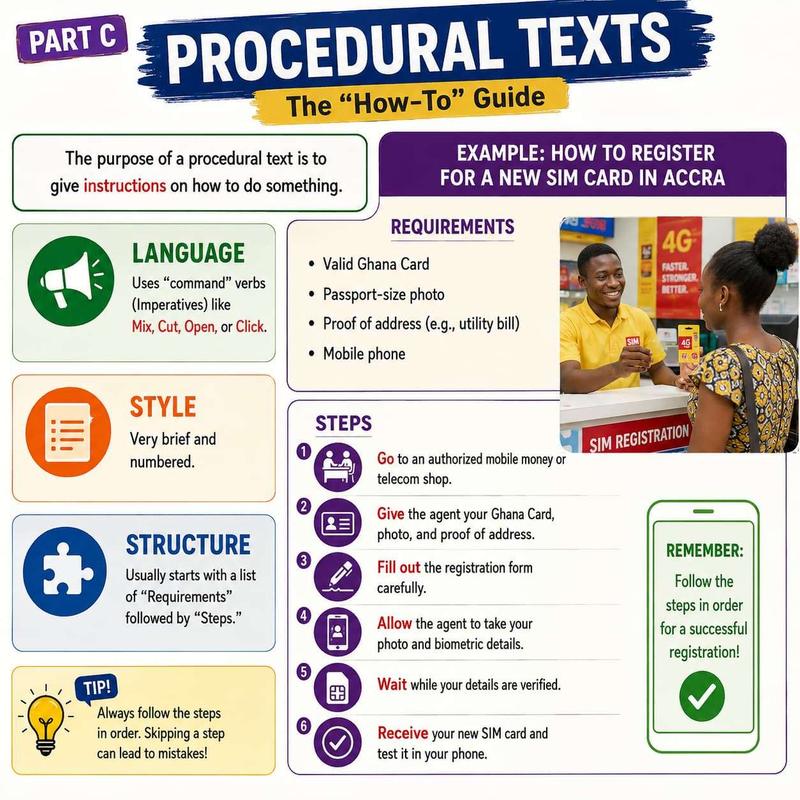 PART C
PROCEDURAL TEXTS
The “How-To” Guide
The purpose of a procedural text is to
give instructions on how to do something.
LANGUAGE
Uses “command” verbs
(Imperatives) like
Mix, Cut, Open, or Click.
STYLE
Very brief and
numbered.
STRUCTURE
Usually starts with a list
of “Requirements”
followed by “Steps.”
TIP!
Always follow the steps
in order. Skipping a step
can lead to mistakes!
EXAMPLE: HOW TO REGISTER
FOR A NEW SIM CARD IN ACCRA
REQUIREMENTS
• Valid Ghana Card
• Passport-size photo
• Proof of address (e.g., utility bill)
• Mobile phone
4G
FASTER.
STRONGER.
BETTER.
SIM
4G
SIM REGISTRATION
STEPS
1
Go to an authorized mobile money or
telecom shop.
2
Give the agent your Ghana Card,
photo, and proof of address.
3
Fill out the registration form
carefully.
4
Allow the agent to take your
photo and biometric details.
5
Wait while your details are verified.
6
Receive your new SIM card and
test it in your phone.
REMEMBER:
Follow the
steps in order
for a successful
registration!